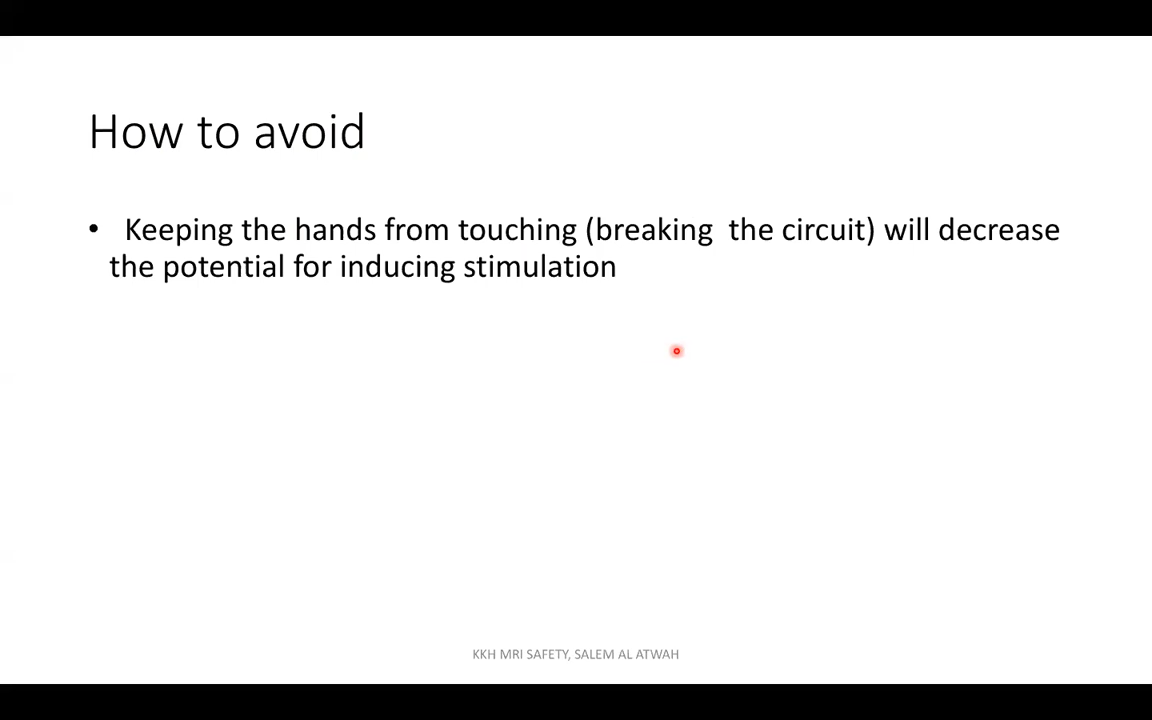 How to avoid
• Keeping the hands from touching (breaking the circuit) will decrease
the potential for inducing stimulation
KKH MRI SAFETY, SALEM AL ATWAH